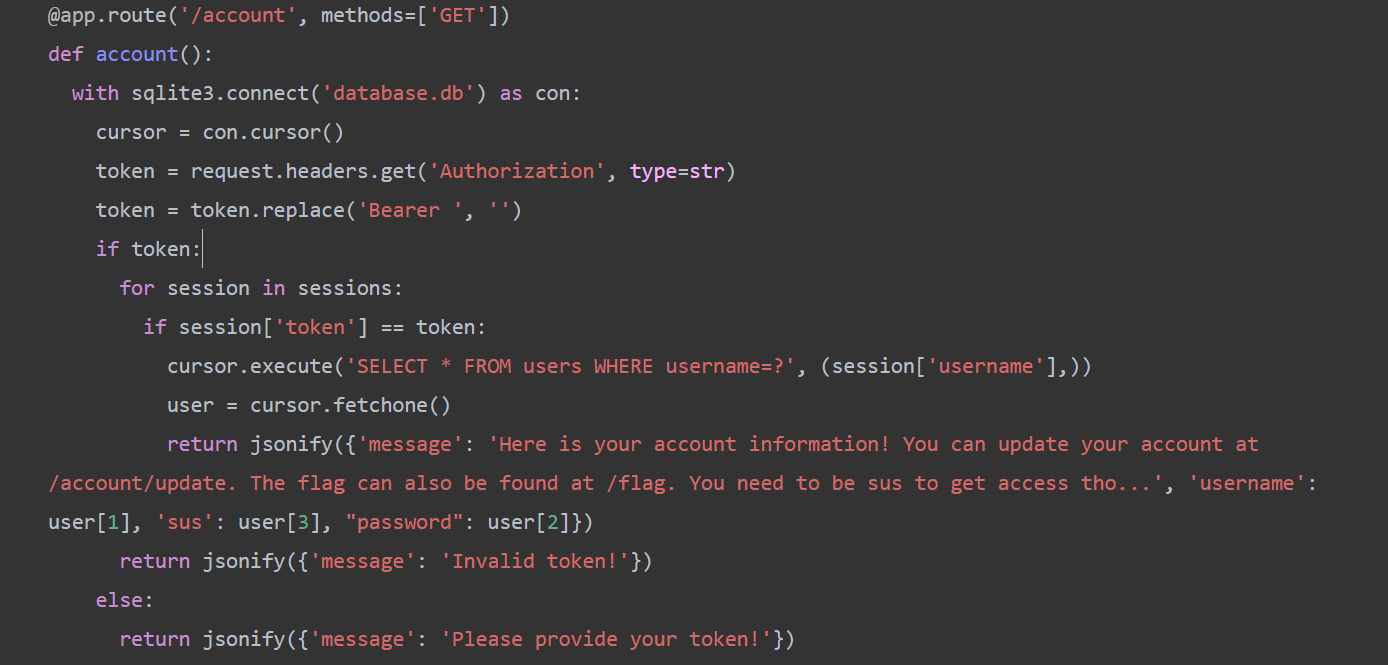 @app.route('/account', methods=['GET'])
def account():
  with sqlite3.connect('database.db') as con:
    cursor = con.cursor()
    token = request.headers.get('Authorization', type=str)
    token = token.replace('Bearer ', '')
    if token:
      for session in sessions:
        if session['token'] == token:
          cursor.execute('SELECT * FROM users WHERE username=?', (session['username'],))
          user = cursor.fetchone()
          return jsonify({'message': 'Here is your account information! You can update your account at
/account/update. The flag can also be found at /flag. You need to be sus to get access tho...', 'username':
user[1], 'sus': user[3], "password": user[2]})
      return jsonify({'message': 'Invalid token!'})
    else:
      return jsonify({'message': 'Please provide your token!'})